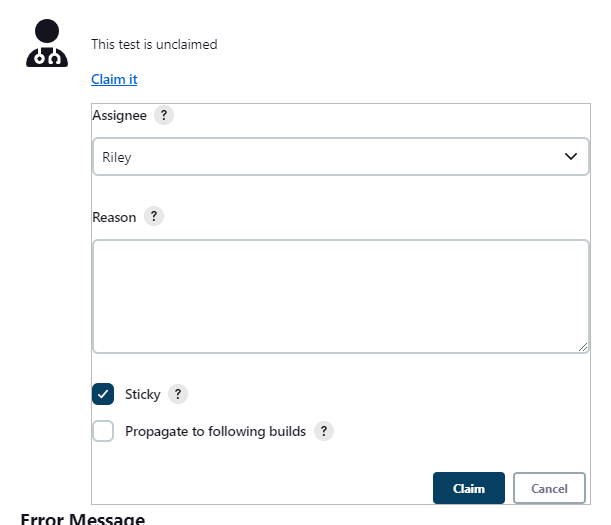 This test is unclaimed
Claim it
Assignee ?
Riley
Reason ?
Sticky ?
Propagate to following builds ?
Claim Cancel
Error Message